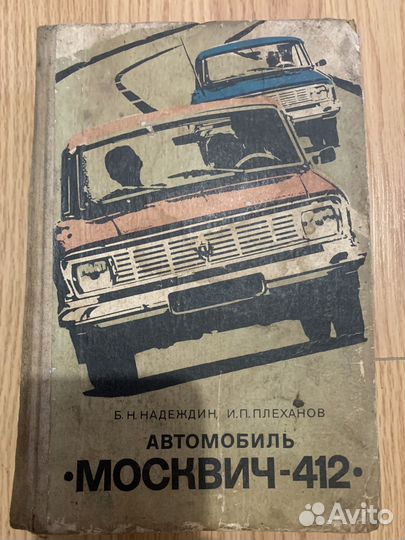 Б.Н.НАДЕЖДИН, И.П.ПЛЕХАНОВ
АВТОМОБИЛЬ
•МОСКВИЧ-412•
Avito